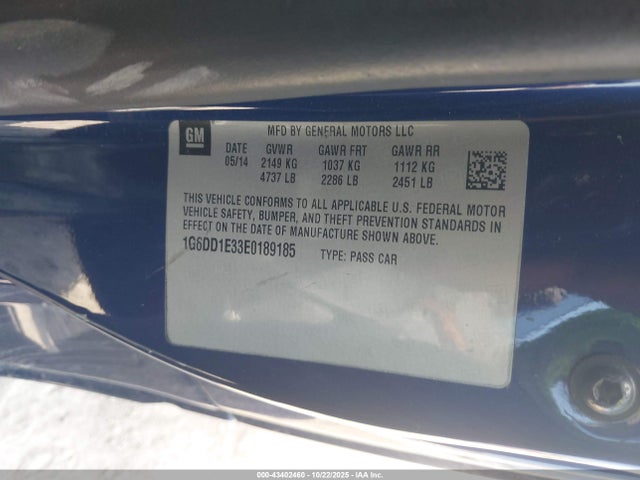 GM
MFD BY GENERAL MOTORS LLC
DATE GVWR GAWR FRT GAWR RR
05/14 2149 KG 1037 KG 1112 KG
4737 LB 2286 LB 2451 LB
THIS VEHICLE CONFORMS TO ALL APPLICABLE U.S. FEDERAL MOTOR
VEHICLE SAFETY, BUMPER, AND THEFT PREVENTION STANDARDS IN
EFFECT ON THE DATE OF MANUFACTURE SHOWN ABOVE.
1G6DD1E33E0189185 TYPE: PASS CAR
000-43402460 - 10/22/2025 - COPYRIGHT © IAA, LLC